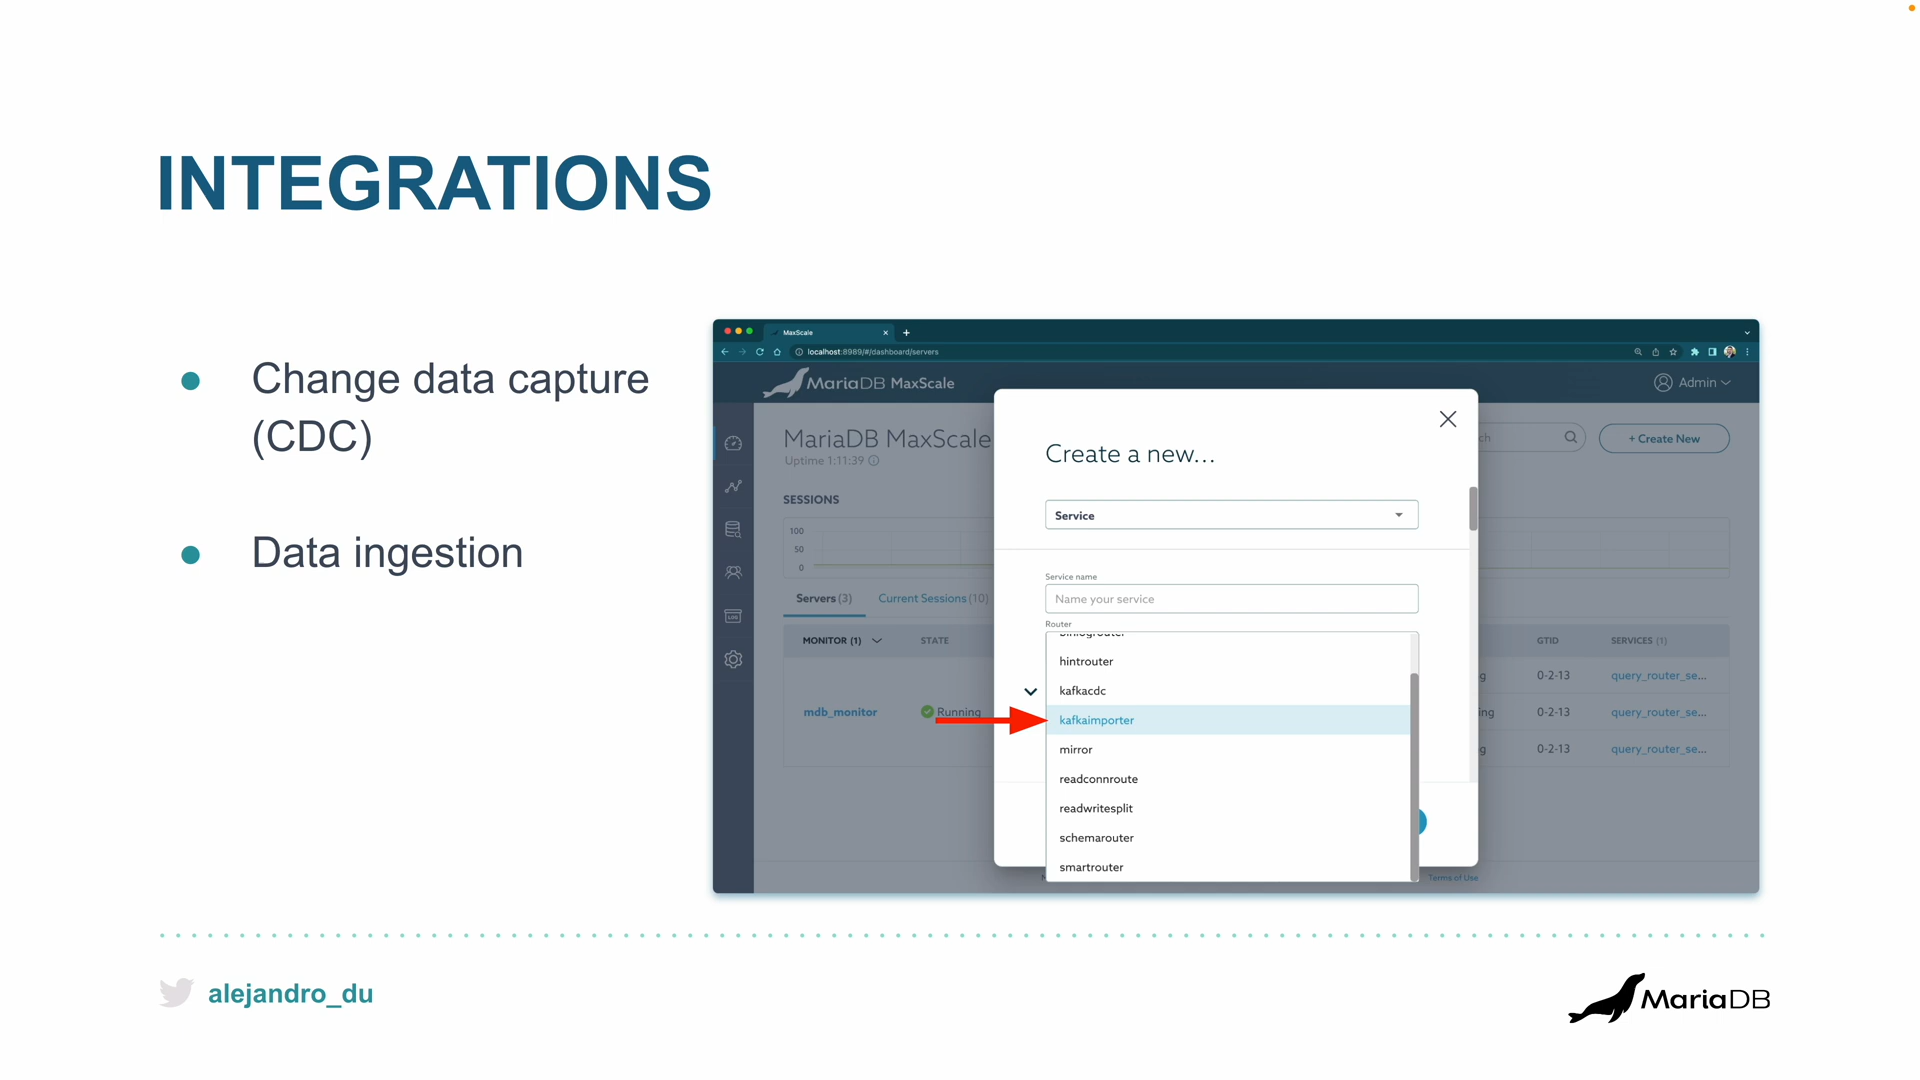 INTEGRATIONS
Change data capture
(CDC)
Data ingestion
MaxScale
localhost:8989/#/dashboard/servers
MariaDB MaxScale
Admin
MariaDB MaxScale
Uptime 1:11:39
+ Create New
SESSIONS
100
50
0
Servers (3)
Current Sessions (10)
MONITOR (1)
STATE
GTID
SERVICES (1)
mdb_monitor
Running
0-2-13
query_router_se...
0-2-13
query_router_se...
0-2-13
query_router_se...
Create a new...
Service
Service name
Name your service
Router
binlogrouter
hintrouter
kafkacdc
kafkaimporter
mirror
readconnroute
readwritesplit
schemarouter
smartrouter
Terms of Use
alejandro_du
MariaDB